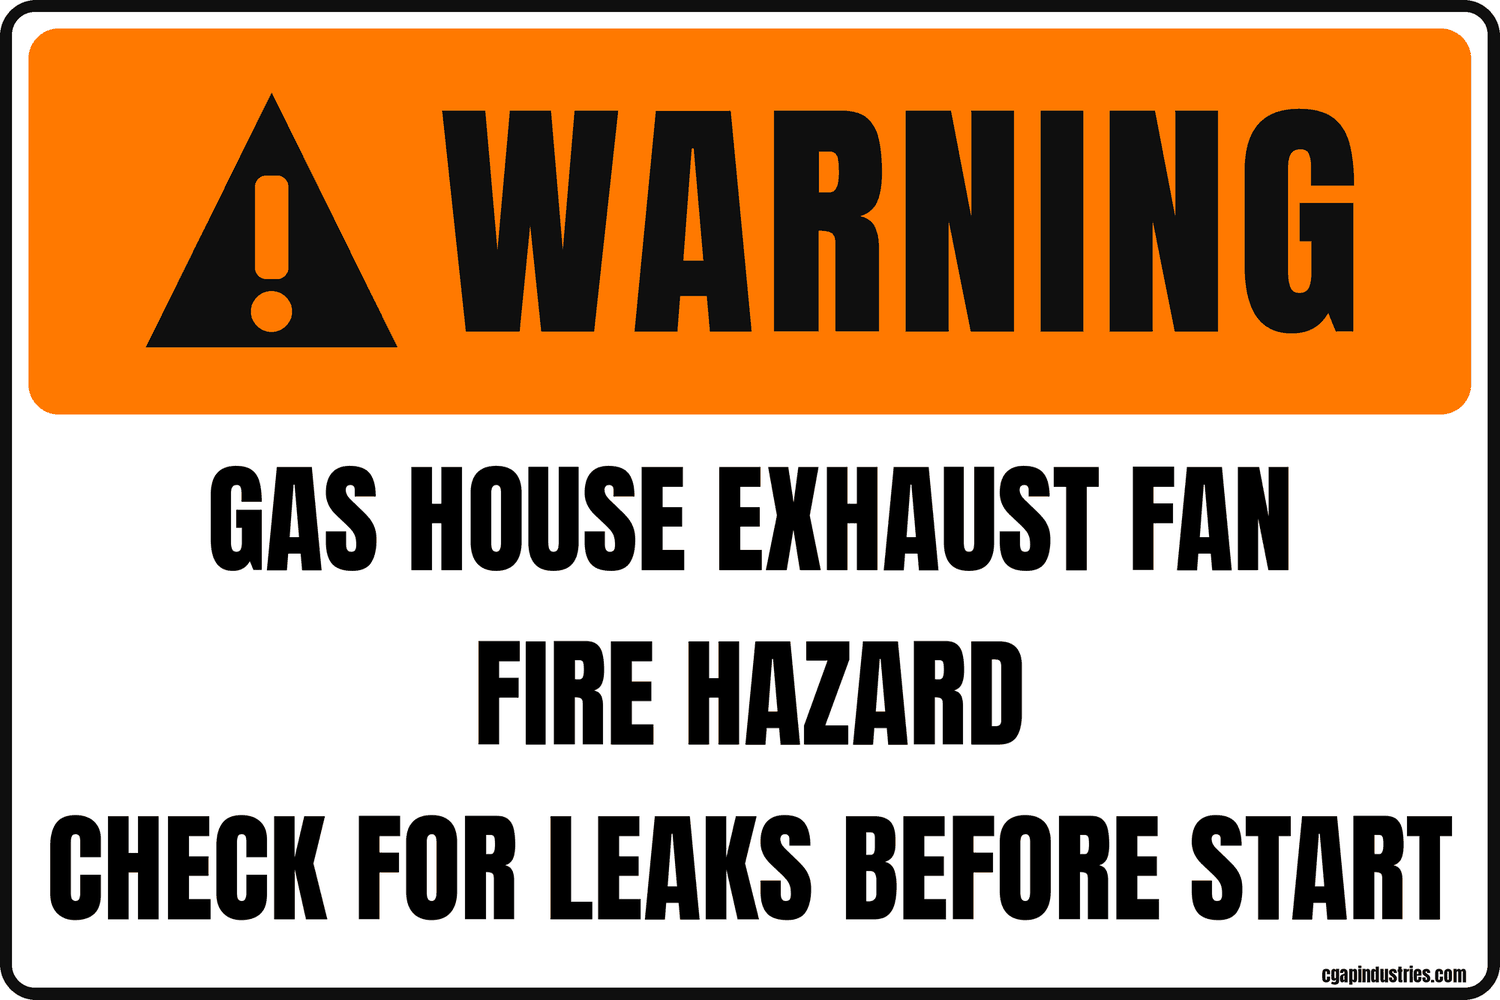 WARNING
GAS HOUSE EXHAUST FAN
FIRE HAZARD
CHECK FOR LEAKS BEFORE START
cgapindustries.com